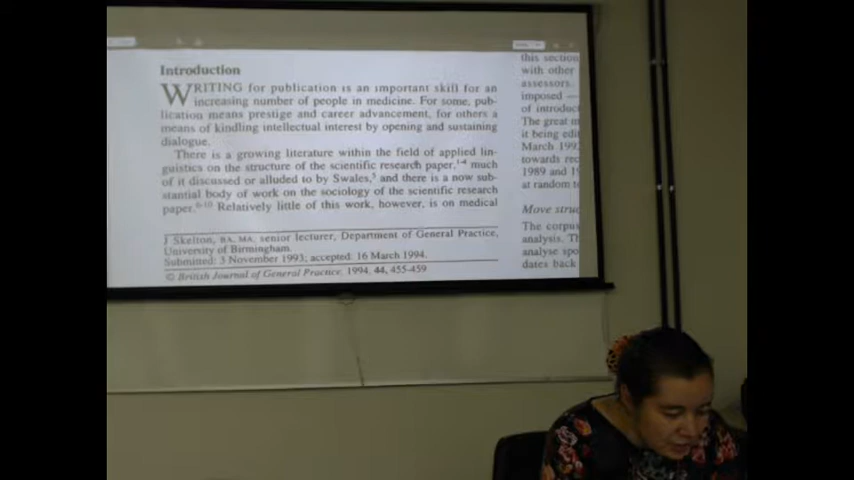 Introduction
WRITING for publication is an important skill for an
increasing number of people in medicine. For some, pub-
lication means prestige and career advancement, for others a
means of kindling intellectual interest by opening and sustaining
dialogue.
There is a growing literature within the field of applied lin-
guistics on the structure of the scientific research paper,1-4 much
of it discussed or alluded to by Swales,5 and there is a now sub-
stantial body of work on the sociology of the scientific research
paper.6-10 Relatively little of this work, however, is on medical
J Skelton, BA, MA, senior lecturer, Department of General Practice,
University of Birmingham.
Submitted: 3 November 1993; accepted: 16 March 1994.
© British Journal of General Practice, 1994, 44, 455-459
this section
with other
assessors.
imposed —
of introduct
The great m
it being edi
March 199
towards rec
1989 and 19
at random t
Move struc
The corpus
analysis. Th
analyse spo
dates back